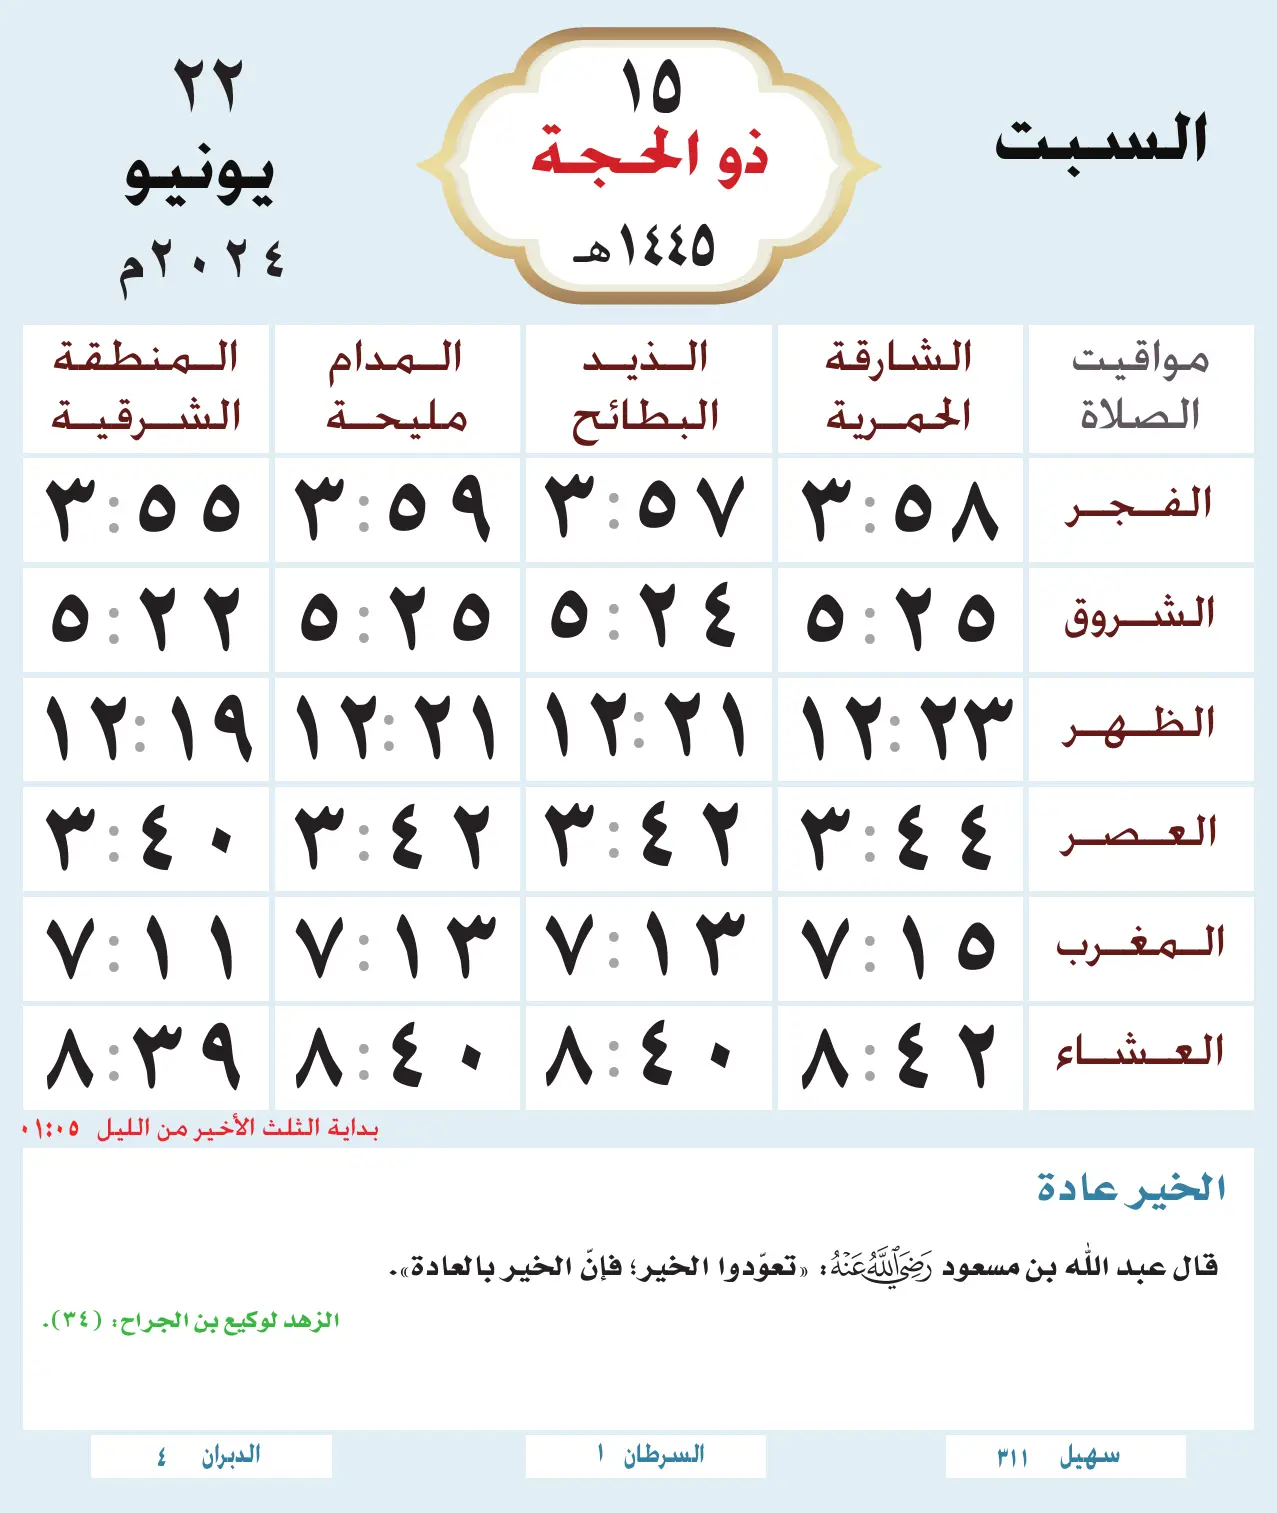 السبت
١٥
ذو الحجة
١٤٤٥هـ
٢٢
يونيو
٢٠٢٤م
مواقيت الصلاة
الشارقة الحمرية
الذيد البطائح
المدام مليحة
المنطقة الشرقية
الفجر ٣:٥٨ ٣:٥٧ ٣:٥٩ ٣:٥٥
الشروق ٥:٢٥ ٥:٢٤ ٥:٢٥ ٥:٢٢
الظهر ١٢:٢٣ ١٢:٢١ ١٢:٢١ ١٢:١٩
العصر ٣:٤٤ ٣:٤٢ ٣:٤٢ ٣:٤٠
المغرب ٧:١٥ ٧:١٣ ٧:١٣ ٧:١١
العشاء ٨:٤٢ ٨:٤٠ ٨:٤٠ ٨:٣٩
بداية الثلث الأخير من الليل ٠١:٠٥
الخير عادة
قال عبد الله بن مسعود رَضِيَ اللَّهُ عَنْهُ: «تعوّدوا الخير؛ فإنّ الخير بالعادة».
الزهد لوكيع بن الجراح: (٣٤).
سهيل ٣١١
السرطان ١
الدبران ٤